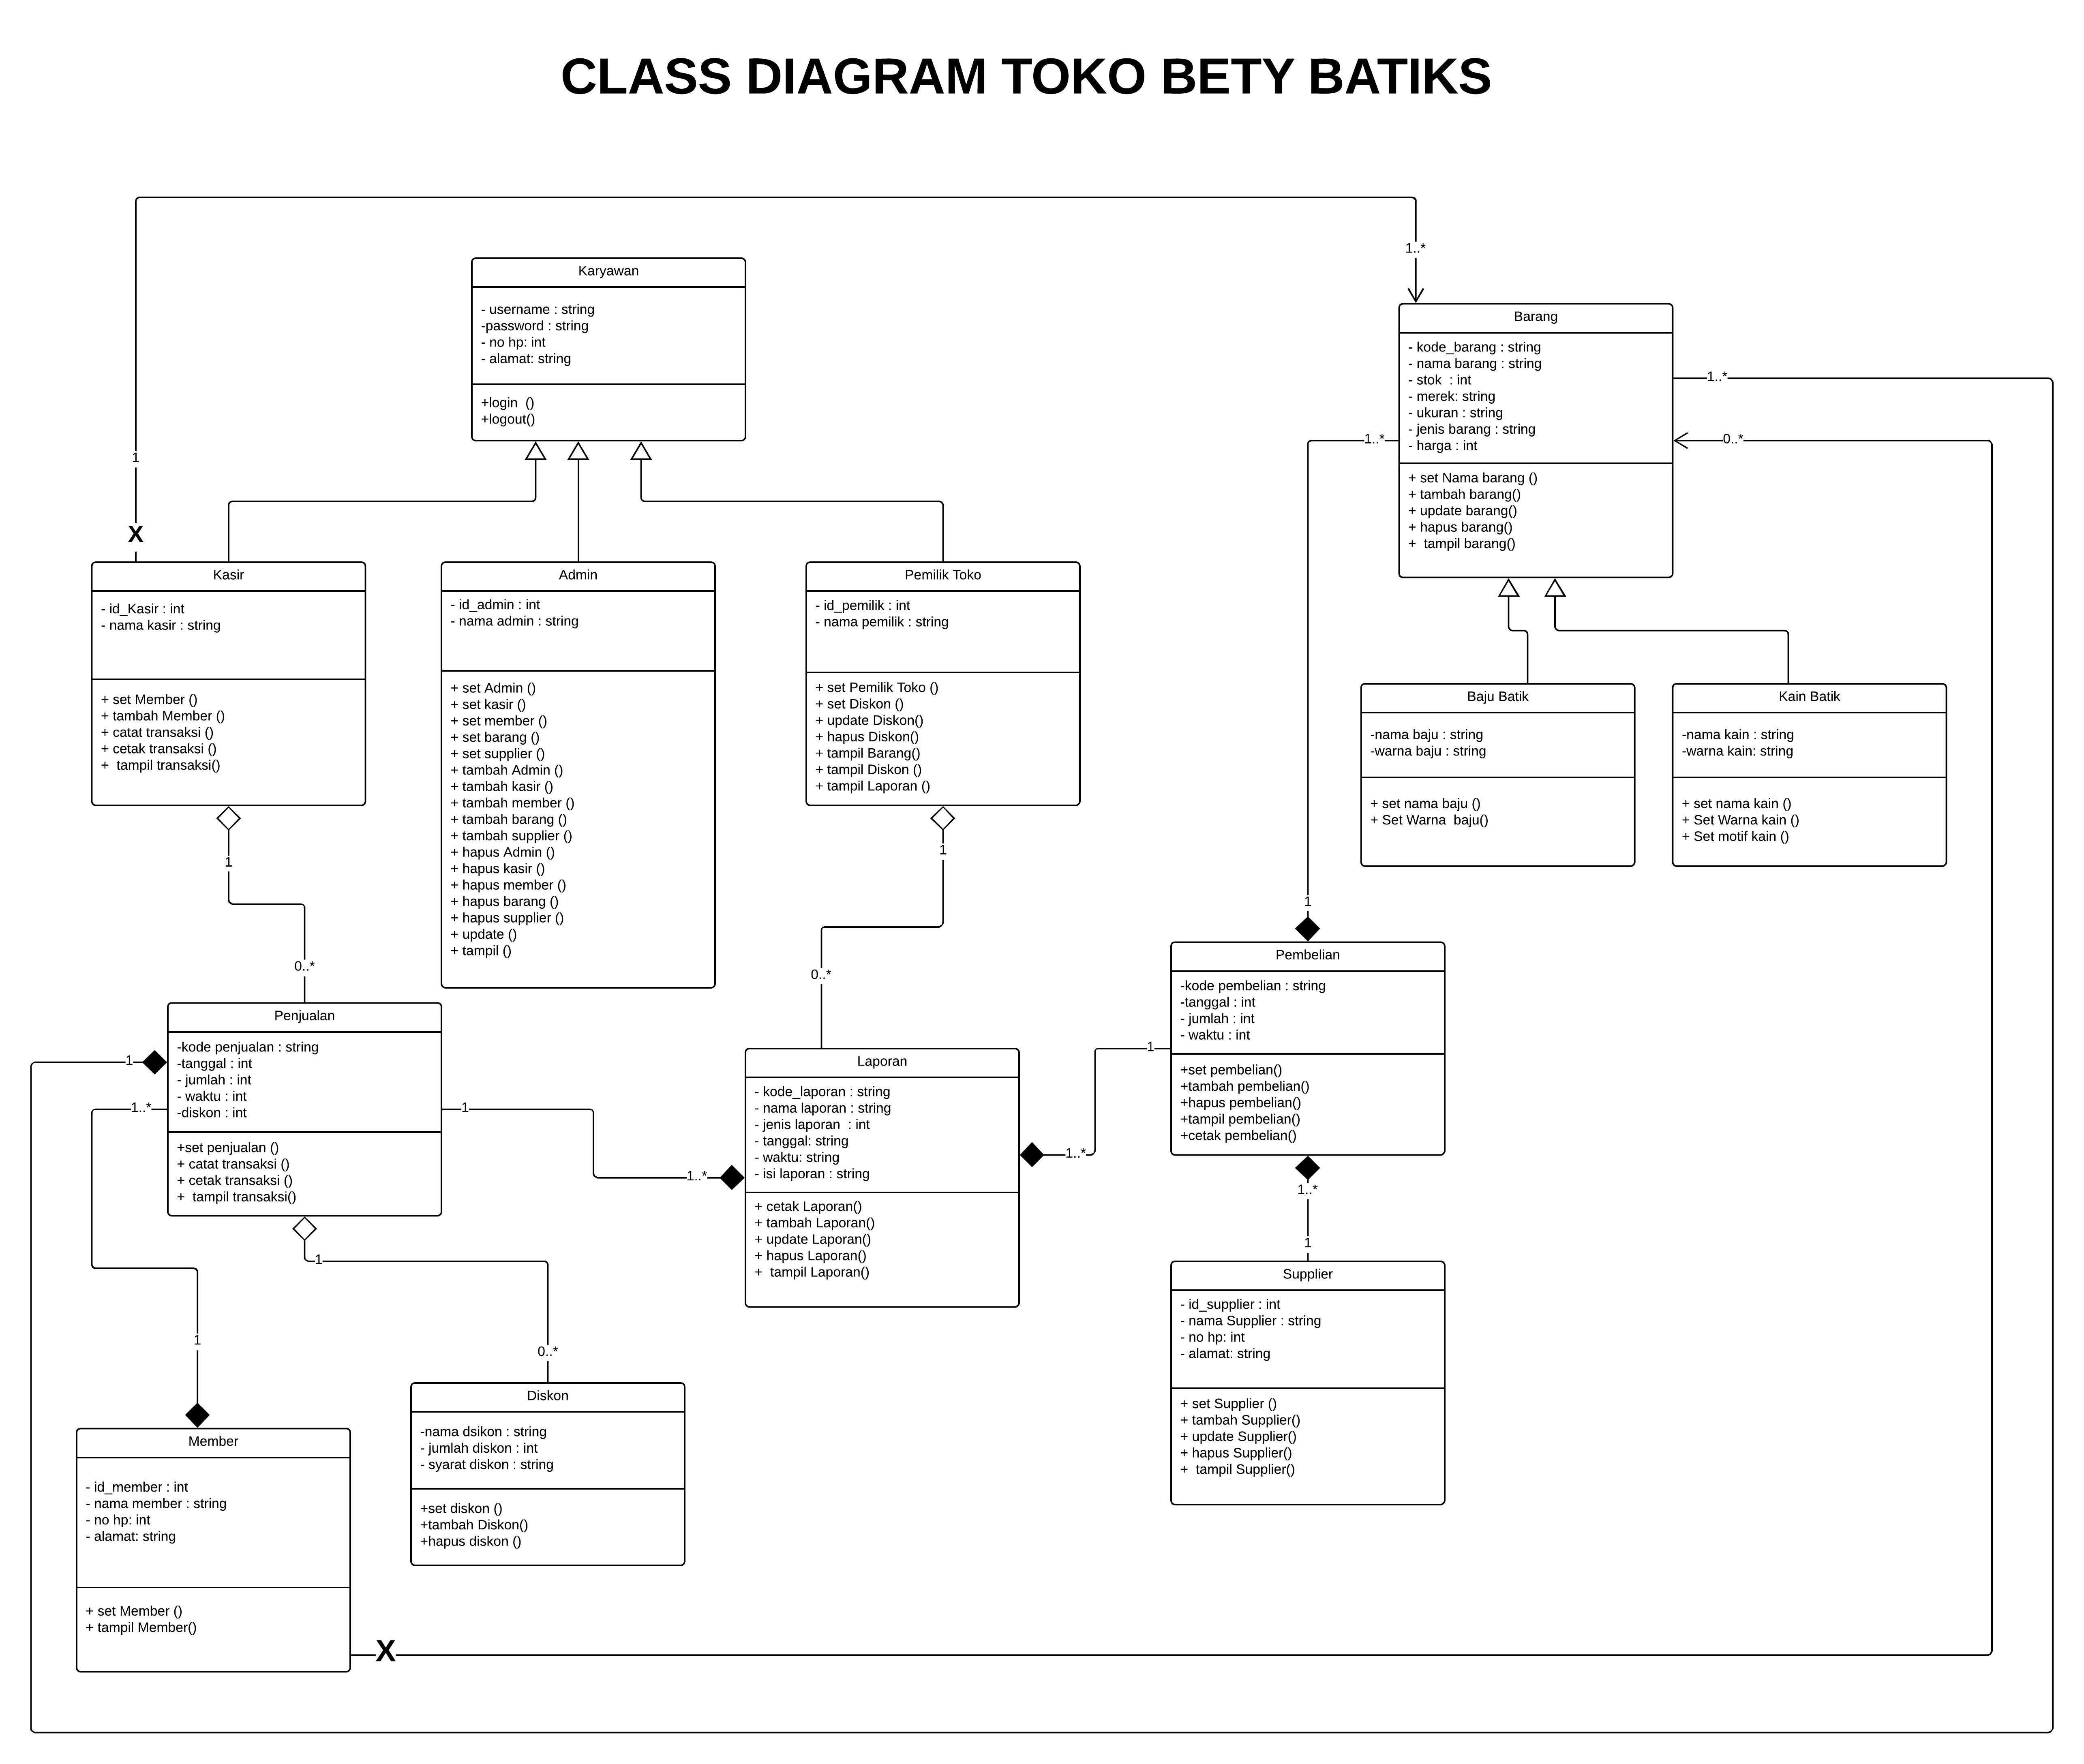 CLASS DIAGRAM TOKO BETY BATIKS
1..*
1
X
Karyawan
- username : string
-password : string
- no hp: int
- alamat: string
+login  ()
+logout()
Barang
- kode_barang : string
- nama barang : string
- stok  : int
- merek: string
- ukuran : string
- jenis barang : string
- harga : int
+ set Nama barang ()
+ tambah barang()
+ update barang()
+ hapus barang()
+  tampil barang()
1..*
0..*
1..*
Kasir
- id_Kasir : int
- nama kasir : string
+ set Member ()
+ tambah Member ()
+ catat transaksi ()
+ cetak transaksi ()
+  tampil transaksi()
Admin
- id_admin : int
- nama admin : string
+ set Admin ()
+ set kasir ()
+ set member ()
+ set barang ()
+ set supplier ()
+ tambah Admin ()
+ tambah kasir ()
+ tambah member ()
+ tambah barang ()
+ tambah supplier ()
+ hapus Admin ()
+ hapus kasir ()
+ hapus member ()
+ hapus barang ()
+ hapus supplier ()
+ update ()
+ tampil ()
Pemilik Toko
- id_pemilik : int
- nama pemilik : string
+ set Pemilik Toko ()
+ set Diskon ()
+ update Diskon()
+ hapus Diskon()
+ tampil Barang()
+ tampil Diskon ()
+ tampil Laporan ()
Baju Batik
-nama baju : string
-warna baju : string
+ set nama baju ()
+ Set Warna  baju()
Kain Batik
-nama kain : string
-warna kain: string
+ set nama kain ()
+ Set Warna kain ()
+ Set motif kain ()
1
0..*
1
0..*
1
Penjualan
-kode penjualan : string
-tanggal : int
- jumlah : int
- waktu : int
-diskon : int
+set penjualan ()
+ catat transaksi ()
+ cetak transaksi ()
+  tampil transaksi()
1
1..*
1
1..*
Laporan
- kode_laporan : string
- nama laporan : string
- jenis laporan  : int
- tanggal: string
- waktu: string
- isi laporan : string
+ cetak Laporan()
+ tambah Laporan()
+ update Laporan()
+ hapus Laporan()
+  tampil Laporan()
1
1..*
Pembelian
-kode pembelian : string
-tanggal : int
- jumlah : int
- waktu : int
+set pembelian()
+tambah pembelian()
+hapus pembelian()
+tampil pembelian()
+cetak pembelian()
1..*
1
Supplier
- id_supplier : int
- nama Supplier : string
- no hp: int
- alamat: string
+ set Supplier ()
+ tambah Supplier()
+ update Supplier()
+ hapus Supplier()
+  tampil Supplier()
1
0..*
1
Diskon
-nama dsikon : string
- jumlah diskon : int
- syarat diskon : string
+set diskon ()
+tambah Diskon()
+hapus diskon ()
Member
- id_member : int
- nama member : string
- no hp: int
- alamat: string
+ set Member ()
+ tampil Member()
X